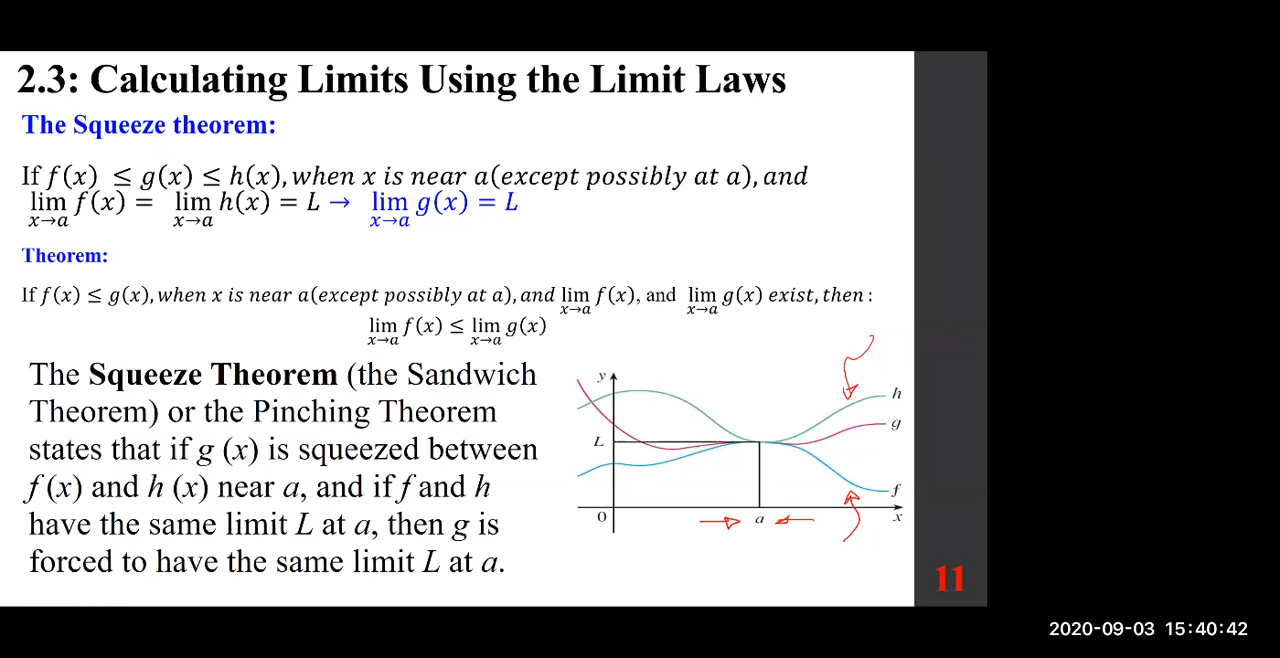 2.3: Calculating Limits Using the Limit Laws
The Squeeze theorem:
If f(x) ≤ g(x) ≤ h(x), when x is near a(except possibly at a), and
lim f(x) = lim h(x) = L → lim g(x) = L
x→a x→a x→a
Theorem:
If f(x) ≤ g(x), when x is near a(except possibly at a), and lim f(x), and lim g(x) exist, then :
x→a x→a
lim f(x) ≤ lim g(x)
x→a x→a
The Squeeze Theorem (the Sandwich
Theorem) or the Pinching Theorem
states that if g (x) is squeezed between
f (x) and h (x) near a, and if f and h
have the same limit L at a, then g is
forced to have the same limit L at a.
y
h
g
L
f
0
a
x
11
2020-09-03 15:40:42